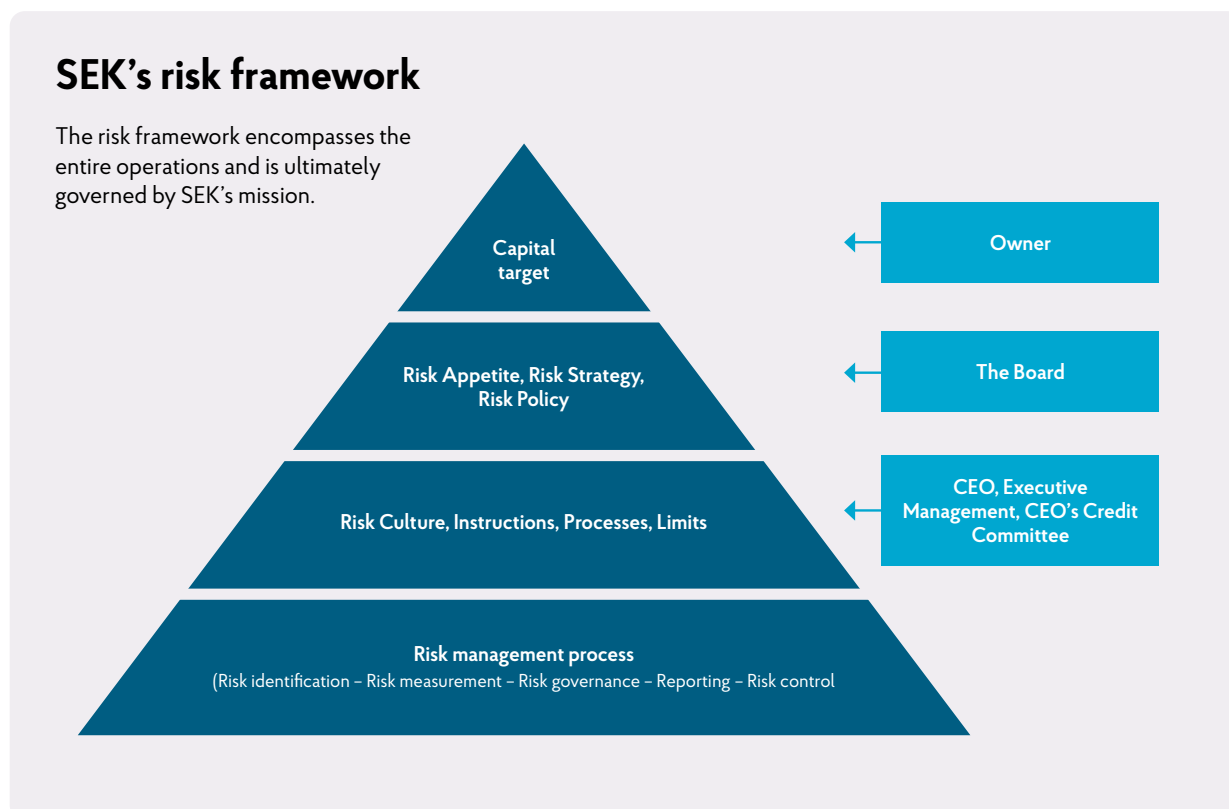 SEK’s risk framework
The risk framework encompasses the
entire operations and is ultimately
governed by SEK’s mission.
Capital
target
Owner
Risk Appetite, Risk Strategy,
Risk Policy
The Board
Risk Culture, Instructions, Processes, Limits
CEO, Executive
Management, CEO’s Credit
Committee
Risk management process
(Risk identification – Risk measurement – Risk governance – Reporting – Risk control